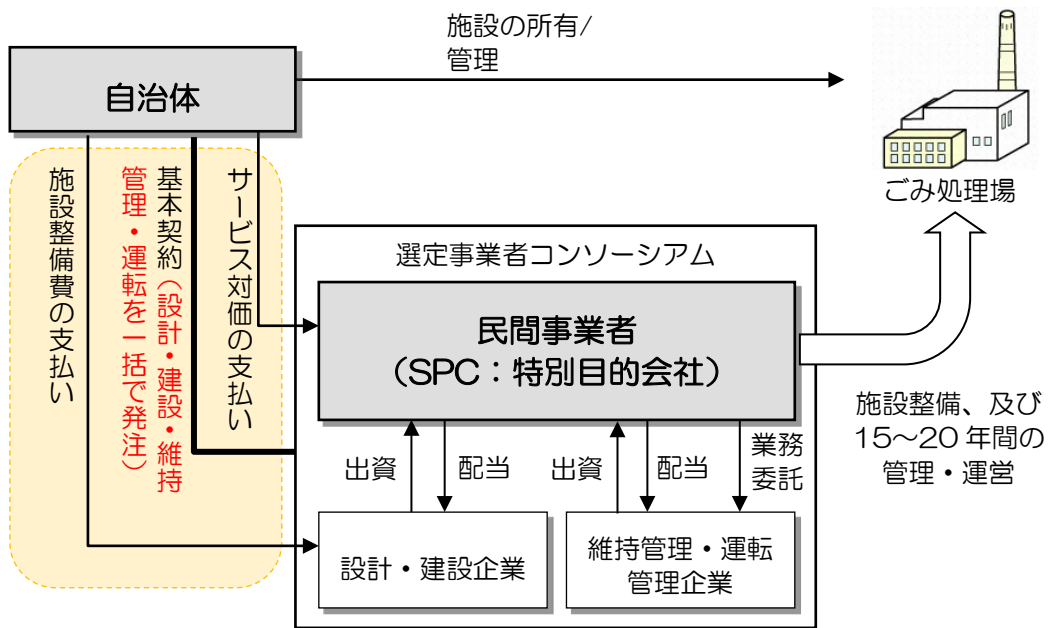 施設の所有/
管理
自治体
ごみ処理場
施設整備費の支払い
基本契約（設計・建設・維持
管理・運転を一括で発注）
サービス対価の支払い
選定事業者コンソーシアム
民間事業者
（SPC：特別目的会社）
出資
配当
出資
配当
業務
委託
設計・建設企業
維持管理・運転
管理企業
施設整備、及び
15～20 年間の
管理・運営